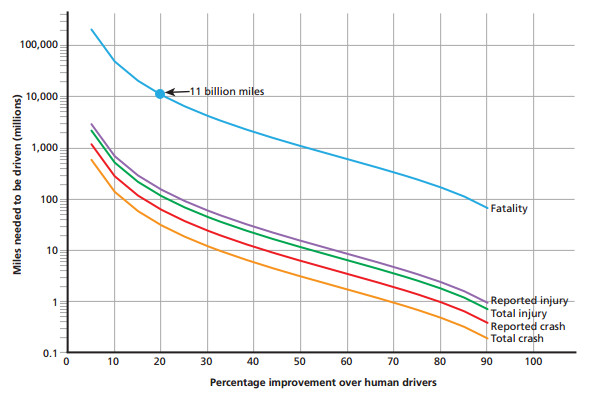 Miles needed to be driven (millions)
100,000
10,000
1,000
100
10
1
0.1
11 billion miles
Fatality
Reported injury
Total injury
Reported crash
Total crash
0 10 20 30 40 50 60 70 80 90 100
Percentage improvement over human drivers